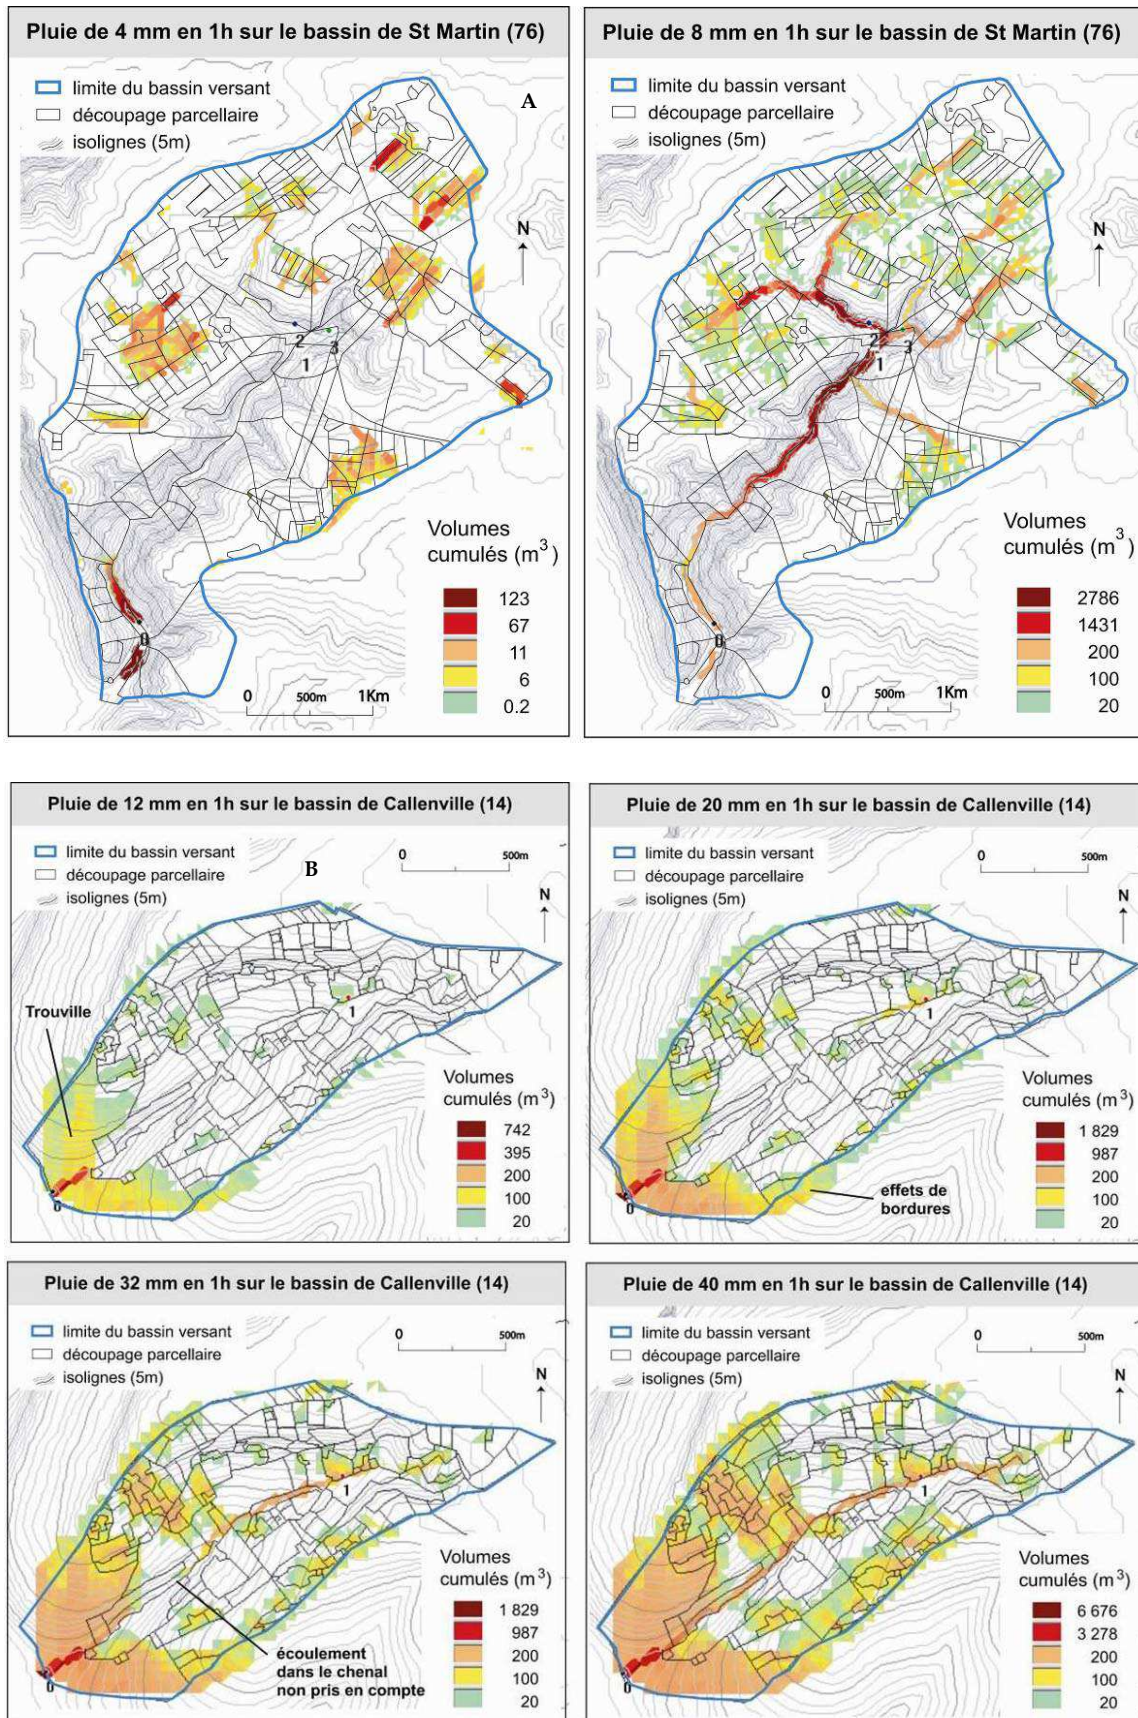 Pluie de 4 mm en 1h sur le bassin de St Martin (76)
limite du bassin versant
découpage parcellaire
isolignes (5m)
A
N
2
3
1
0
Volumes
cumulés (m³)
123
67
11
6
0.2
0 500m 1Km
Pluie de 8 mm en 1h sur le bassin de St Martin (76)
limite du bassin versant
découpage parcellaire
isolignes (5m)
N
2
3
1
0
Volumes
cumulés (m³)
2786
1431
200
100
20
0 500m 1Km
Pluie de 12 mm en 1h sur le bassin de Callenville (14)
limite du bassin versant
découpage parcellaire
isolignes (5m)
B
0 500m
N
Trouville
1
0
Volumes
cumulés (m³)
742
395
200
100
20
Pluie de 20 mm en 1h sur le bassin de Callenville (14)
limite du bassin versant
découpage parcellaire
isolignes (5m)
0 500m
N
1
0
effets de
bordures
Volumes
cumulés (m³)
1 829
987
200
100
20
Pluie de 32 mm en 1h sur le bassin de Callenville (14)
limite du bassin versant
découpage parcellaire
isolignes (5m)
0 500m
N
1
0
écoulement
dans le chenal
non pris en compte
Volumes
cumulés (m³)
1 829
987
200
100
20
Pluie de 40 mm en 1h sur le bassin de Callenville (14)
limite du bassin versant
découpage parcellaire
isolignes (5m)
0 500m
N
1
0
Volumes
cumulés (m³)
6 676
3 278
200
100
20